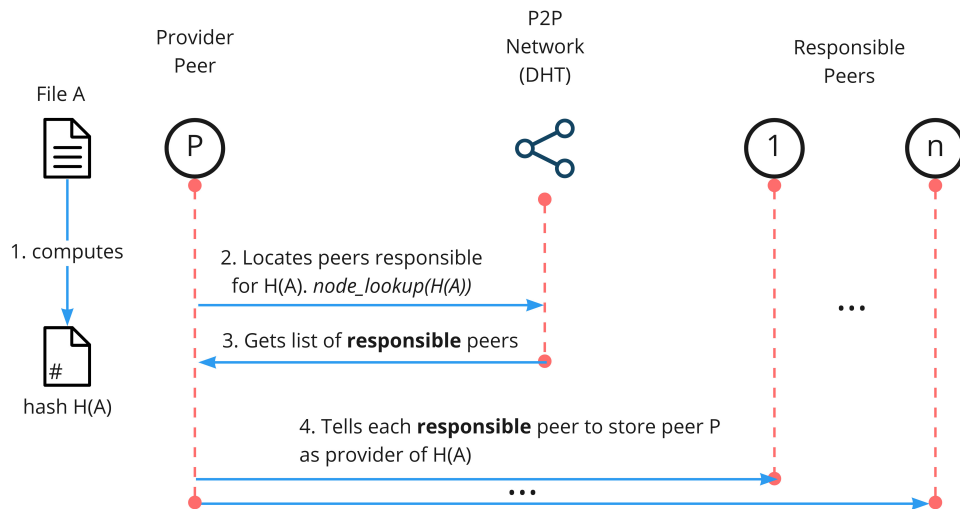 Provider
Peer
P2P
Network
(DHT)
Responsible
Peers
File A
P
1
n
1. computes
2. Locates peers responsible
for H(A). node_lookup(H(A))
...
3. Gets list of responsible peers
#
hash H(A)
4. Tells each responsible peer to store peer P
as provider of H(A)
...